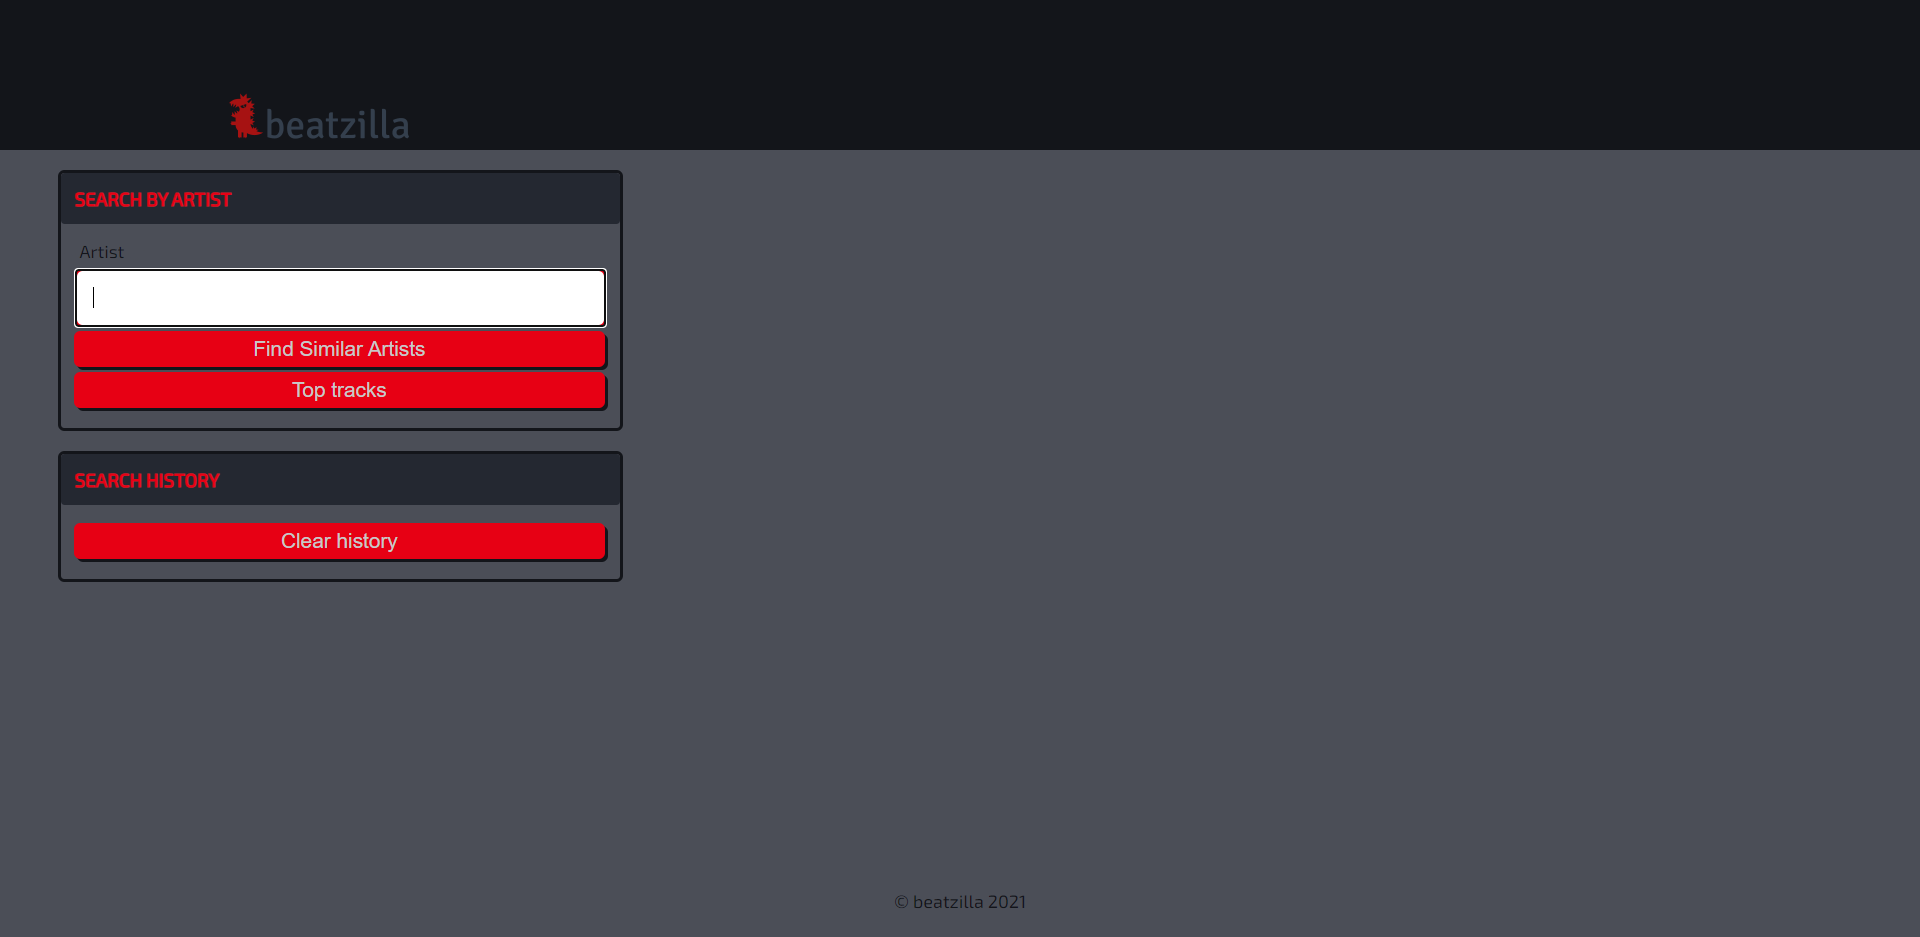 beatzilla
SEARCH BY ARTIST
Artist
Find Similar Artists
Top tracks
SEARCH HISTORY
Clear history
© beatzilla 2021